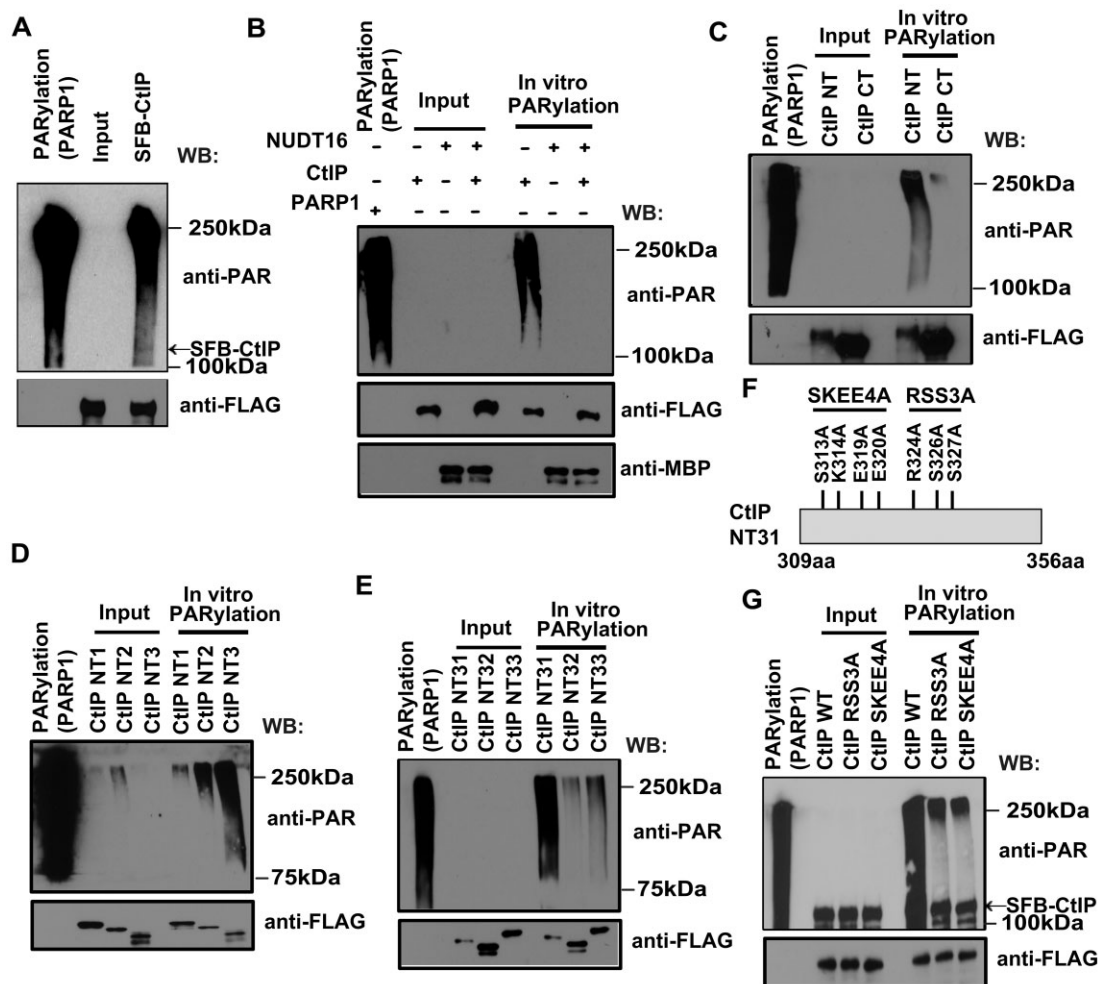 A
PARylation
(PARP1)
Input
SFB-CtIP
WB:
250kDa
anti-PAR
SFB-CtIP
100kDa
anti-FLAG
B
PARylation
(PARP1)
Input
In vitro
PARylation
NUDT16 - - + + - + +
CtIP - + - + + - +
PARP1 + - - - - - -
WB:
250kDa
anti-PAR
100kDa
anti-FLAG
anti-MBP
C
PARylation
(PARP1)
Input
In vitro
PARylation
CtIP NT
CtIP CT
CtIP NT
CtIP CT
WB:
250kDa
anti-PAR
100kDa
anti-FLAG
F
SKEE4A RSS3A
S313A
K314A
E319A
E320A
R324A
S326A
S327A
CtIP
NT31
309aa 356aa
D
PARylation
(PARP1)
Input
In vitro
PARylation
CtIP NT1
CtIP NT2
CtIP NT3
CtIP NT1
CtIP NT2
CtIP NT3
WB:
250kDa
anti-PAR
75kDa
anti-FLAG
E
PARylation
(PARP1)
Input
In vitro
PARylation
CtIP NT31
CtIP NT32
CtIP NT33
CtIP NT31
CtIP NT32
CtIP NT33
WB:
250kDa
anti-PAR
75kDa
anti-FLAG
G
PARylation
(PARP1)
Input
In vitro
PARylation
CtIP WT
CtIP RSS3A
CtIP SKEE4A
CtIP WT
CtIP RSS3A
CtIP SKEE4A
WB:
250kDa
anti-PAR
SFB-CtIP
100kDa
anti-FLAG